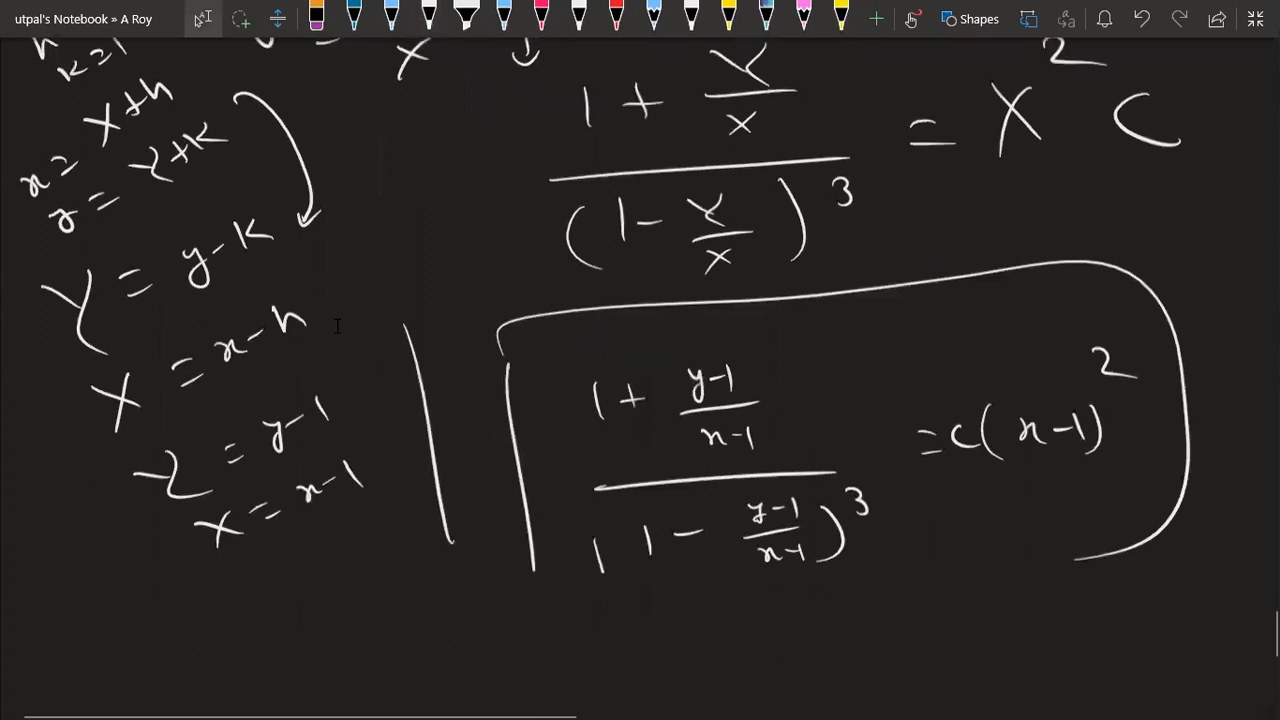 utpal's Notebook » A Roy
Shapes
k=1
x = X+h
y = Y+k
Y = y-k
X = x-h
Y = y-1
X = x-1
1 + Y/X
(1 - Y/X)^3
= X^2 C
1 + y-1/x-1
( 1 - y-1/x-1 )^3
= c(x-1)^2